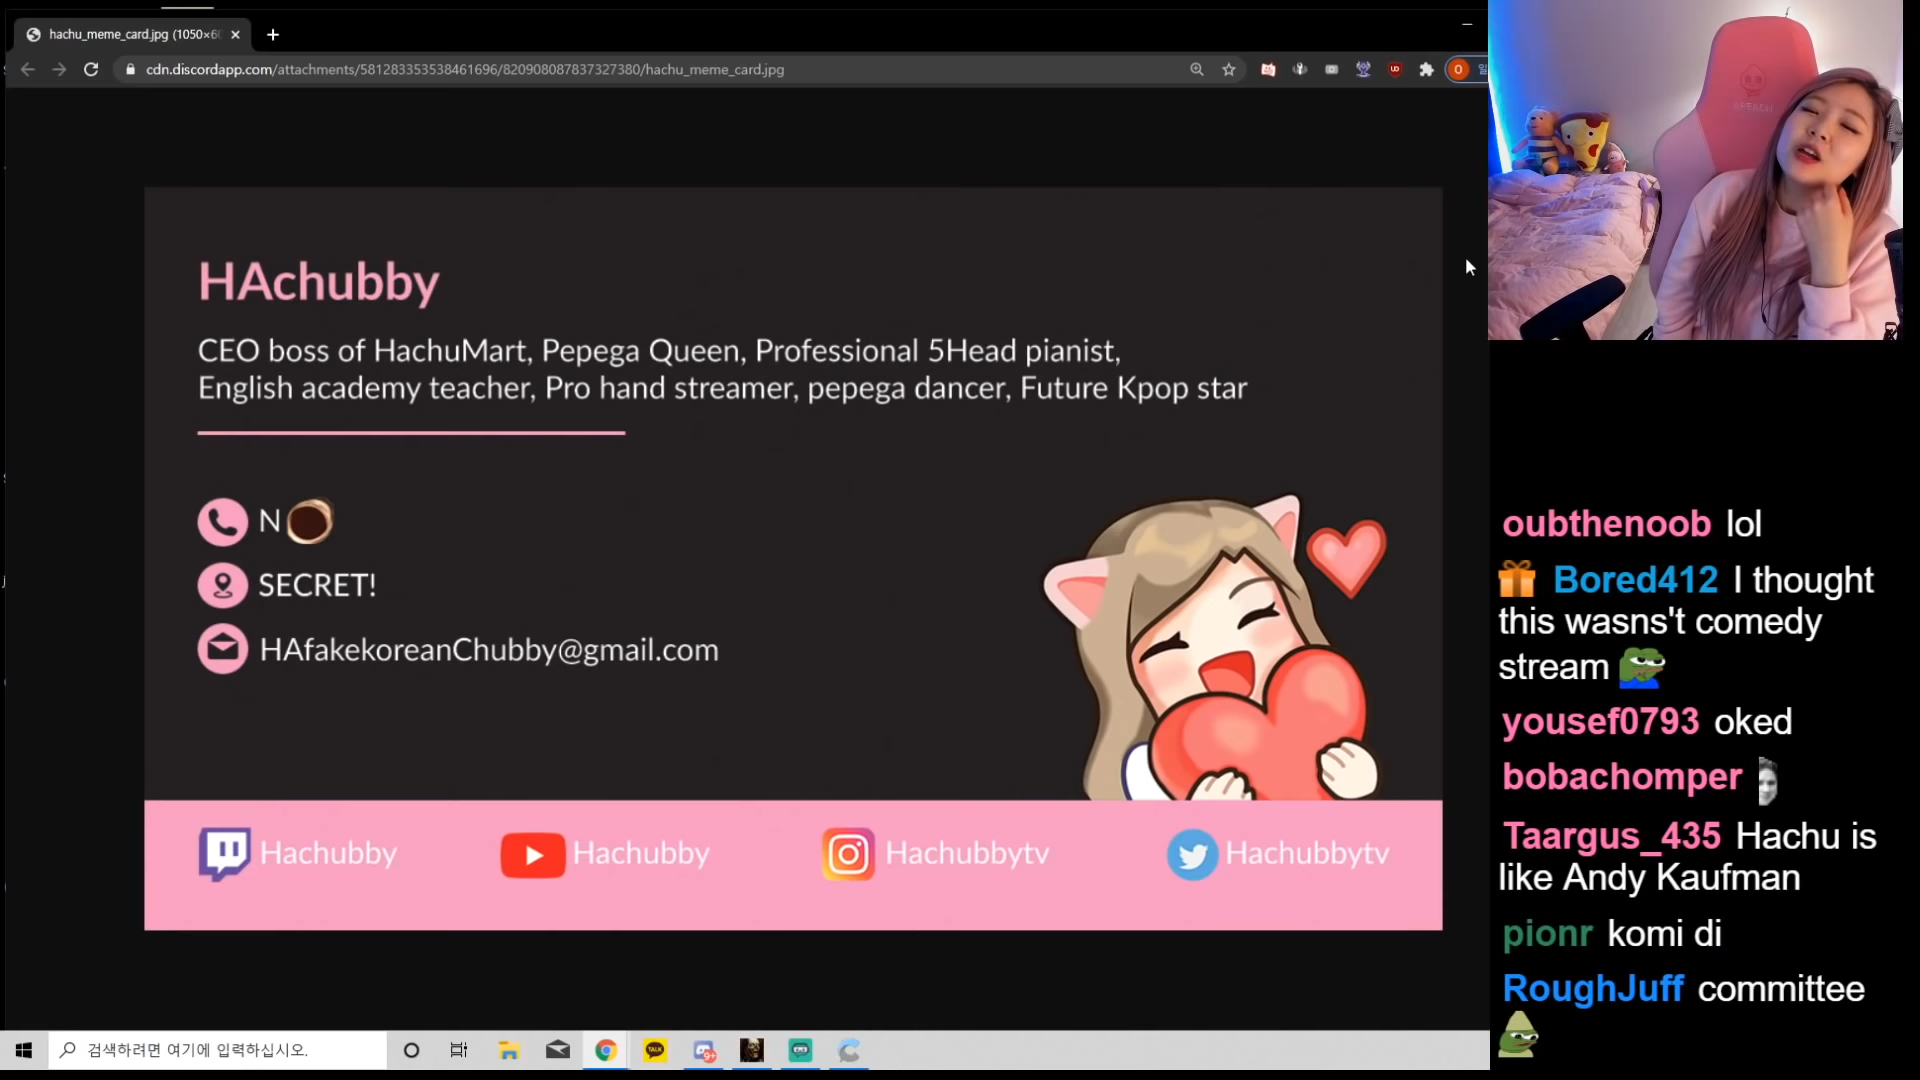 hachu_meme_card.jpg (1050×6
cdn.discordapp.com/attachments/581283353538461696/820908087837327380/hachu_meme_card.jpg
HAchubby
CEO boss of HachuMart, Pepega Queen, Professional 5Head pianist,
English academy teacher, Pro hand streamer, pepega dancer, Future Kpop star
N
SECRET!
HAfakekoreanChubby@gmail.com
Hachubby
Hachubby
Hachubbytv
Hachubbytv
oubthenoob lol
Bored412 I thought
this wasns't comedy
stream
yousef0793 oked
bobachomper
Taargus_435 Hachu is
like Andy Kaufman
pionr komi di
RoughJuff committee
검색하려면 여기에 입력하십시오.
TALK
9+